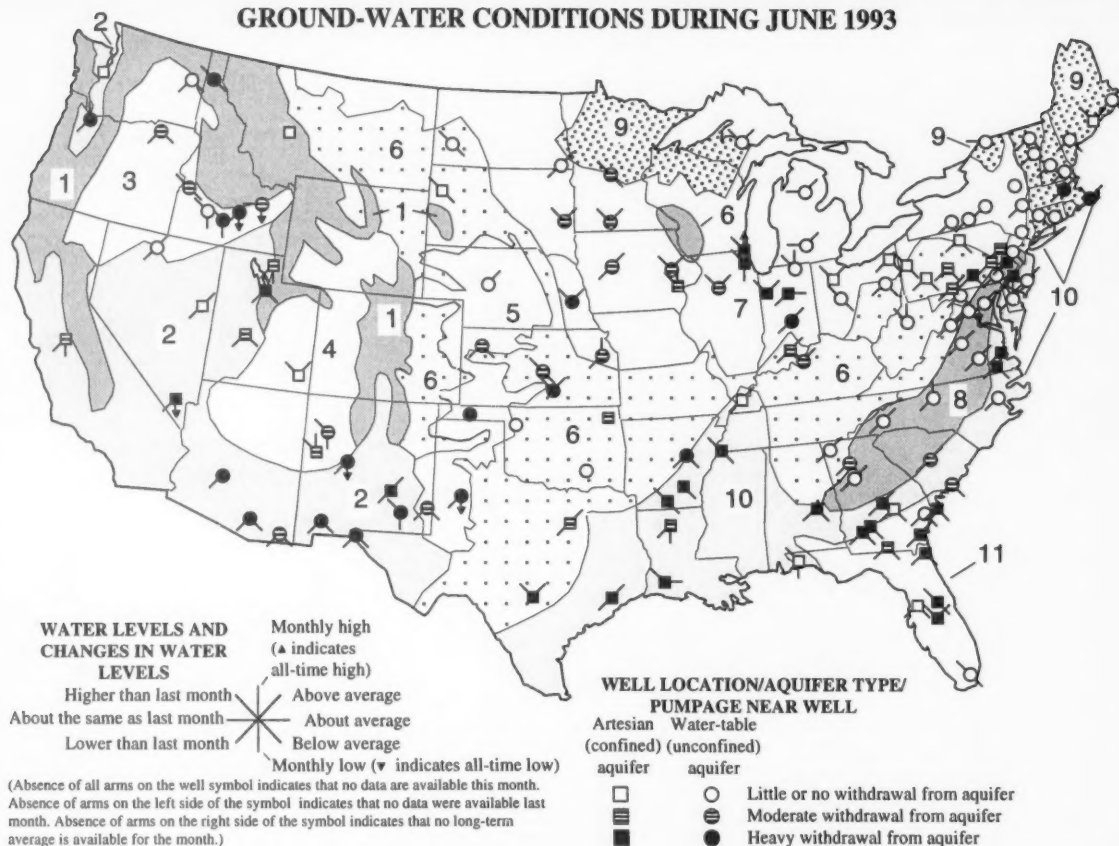 GROUND-WATER CONDITIONS DURING JUNE 1993
2
9
9
6
1
3
1
6
10
5
7
2
1
4
6
6
8
6
2
10
11
WATER LEVELS AND
CHANGES IN WATER
LEVELS
Monthly high
(▲ indicates
all-time high)
Higher than last month
Above average
About the same as last month
About average
Lower than last month
Below average
Monthly low (▼ indicates all-time low)
(Absence of all arms on the well symbol indicates that no data are available this month.
Absence of arms on the left side of the symbol indicates that no data were available last
month. Absence of arms on the right side of the symbol indicates that no long-term
average is available for the month.)
WELL LOCATION/AQUIFER TYPE/
PUMPAGE NEAR WELL
Artesian
(confined)
aquifer
Water-table
(unconfined)
aquifer
Little or no withdrawal from aquifer
Moderate withdrawal from aquifer
Heavy withdrawal from aquifer